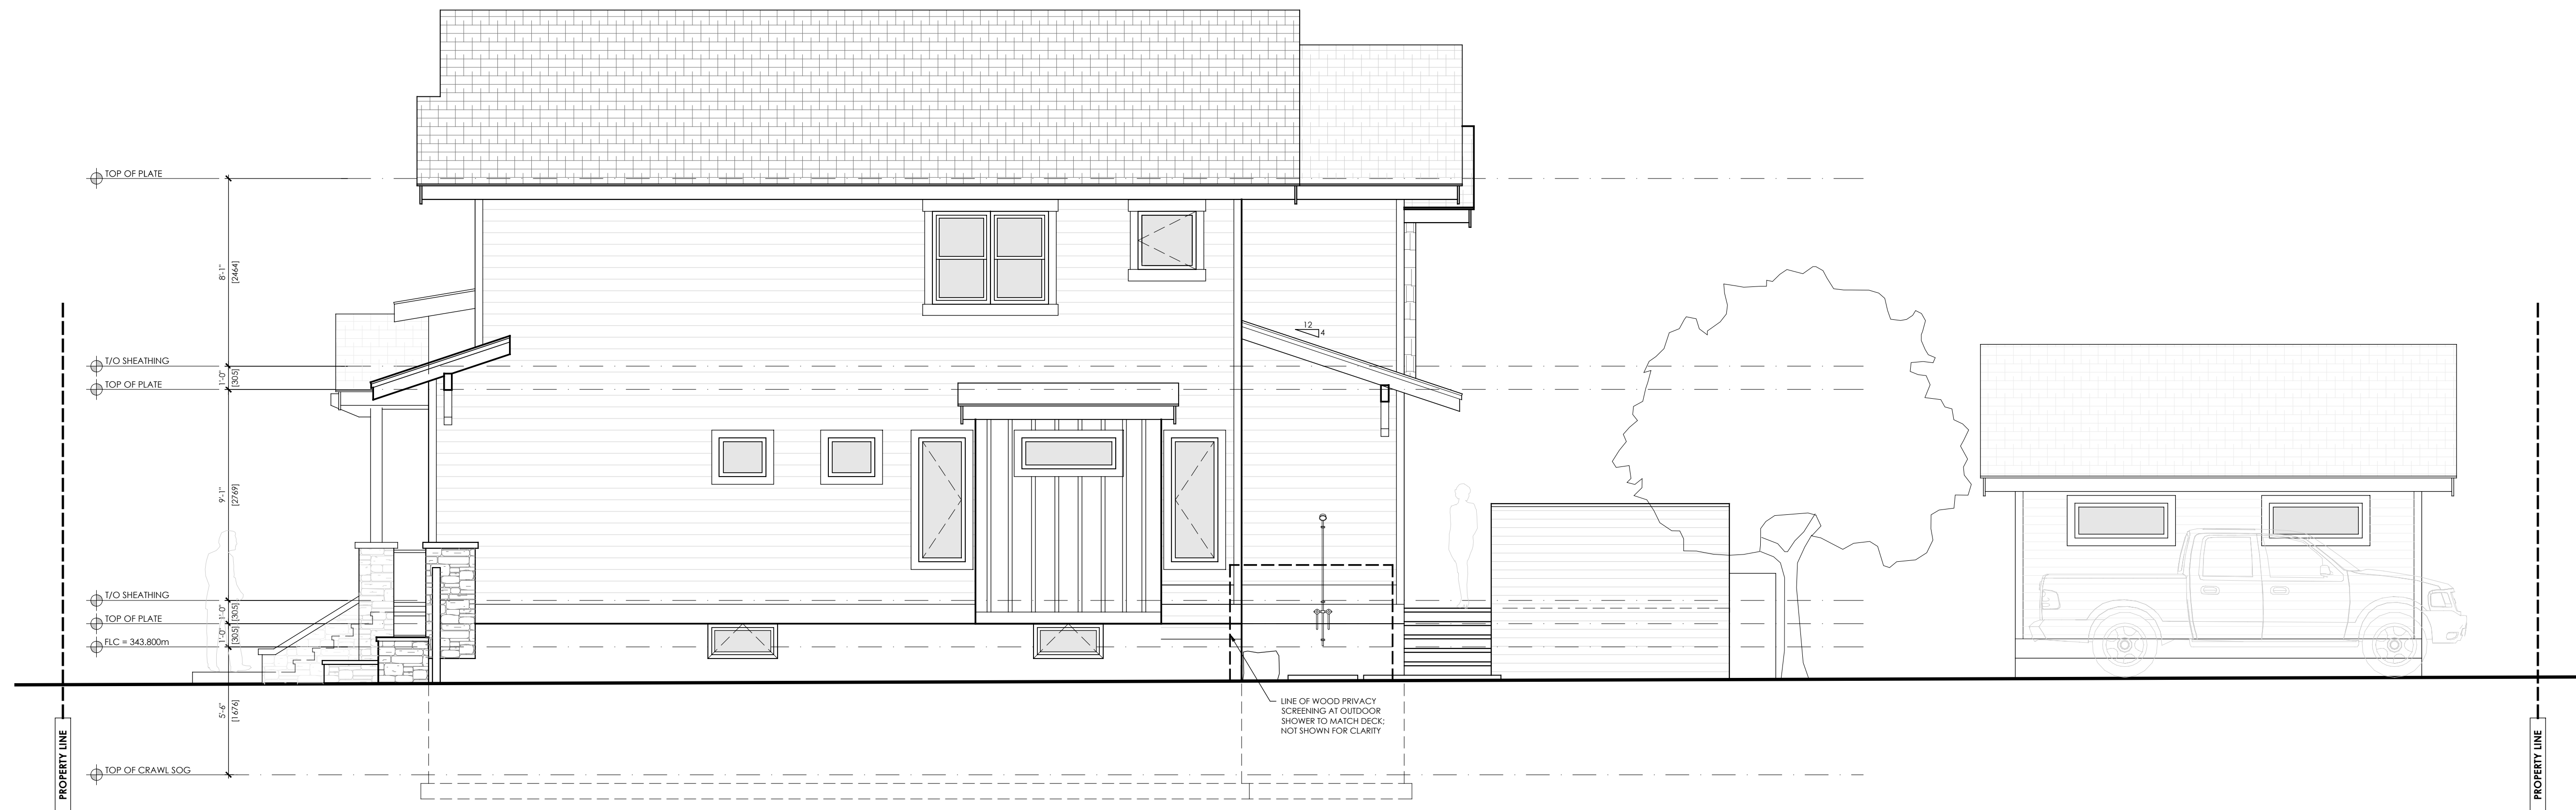 TOP OF PLATE
8'-1"
[2464]
12
4
T/O SHEATHING
1'-0"
[305]
TOP OF PLATE
9'-1"
[2769]
T/O SHEATHING
1'-0"
[305]
TOP OF PLATE
1'-0"
[305]
FLC = 343.800m
5'-6"
[1676]
LINE OF WOOD PRIVACY
SCREENING AT OUTDOOR
SHOWER TO MATCH DECK;
NOT SHOWN FOR CLARITY
PROPERTY LINE
PROPERTY LINE
TOP OF CRAWL SOG